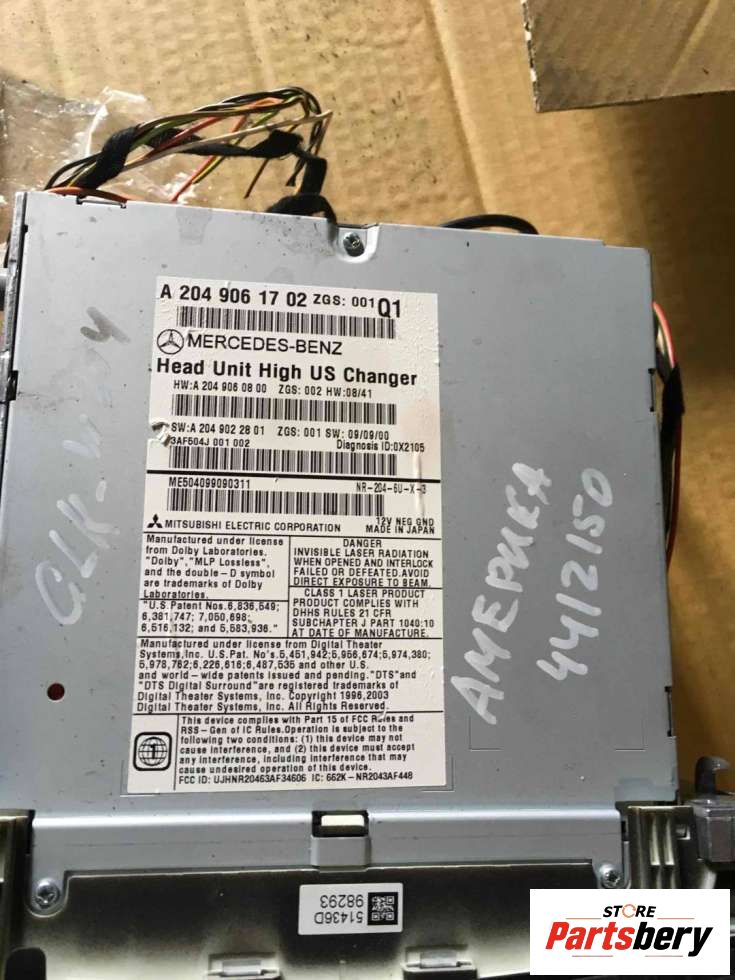 A 204 906 17 02 ZGS: 001 Q1
MERCEDES-BENZ
Head Unit High US Changer
HW:A 204 906 08 00 ZGS: 002 HW:08/41
SW:A 204 902 28 01 ZGS: 001 SW: 09/09/00
3AF504J 001 002 Diagnosis ID:0X2105
ME504099090311 NR-204-6U-X-3
MITSUBISHI ELECTRIC CORPORATION 12V NEG GND
MADE IN JAPAN
Manufactured under license
from Dolby Laboratories.
"Dolby","MLP Lossless",
and the double-D symbol
are trademarks of Dolby
Laboratories.
"U.S.Patent Nos.6,836,549;
6,381,747; 7,050,698;
6,516,132; and 5,583,936."
DANGER
INVISIBLE LASER RADIATION
WHEN OPENED AND INTERLOCK
FAILED OR DEFEATED.AVOID
DIRECT EXPOSURE TO BEAM.
CLASS 1 LASER PRODUCT
PRODUCT COMPLIES WITH
DHHS RULES 21 CFR
SUBCHAPTER J PART 1040:10
AT DATE OF MANUFACTURE.
Manufactured under license from Digital Theater
Systems,Inc. U.S. Pat. No's.5,451,942;5,956,674;5,974,380;
5,978,762;6,226,616;6,487,535 and other U.S.
and world-wide patents issued and pending."DTS"and
"DTS Digital Surround"are registered trademarks of
Digital Theater Systems, Inc. Copyright 1996,2003
Digital Theater Systems, Inc. All Rights Reserved.
This device complies with Part 15 of FCC Rules and
RSS-Gen of IC Rules.Operation is subject to the
following two conditions: (1) this device may not
cause interference, and (2) this device must accept
any interference, including interference that may
cause undesired operation of this device.
FCC ID: UJHNR20463AF34606 IC: 662K-NR2043AF448
1
АМЕРИКА
44/2150
51436D
98293
STORE
Partsbery